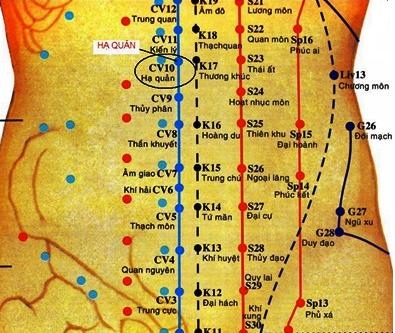 CV12
Trung quan
K19
Âm đô
S21
Lương môn
CV11
Kiến lý
K18
Thạchquan
S22
Quan môn
Sp16
Phúc ai
HẠ QUẢN
CV10
Hạ quản
K17
Thương khúc
S23
Thái ất
Liv13
Chương môn
CV9
Thủy phân
S24
Hoạt nhục môn
CV8
Thần khuyết
K16
Hoàng du
S25
Thiên khu
Sp15
Đại hoành
G26
Đới mạch
Âm giao
CV7
K15
Trung chú
S26
Ngoại lăng
Khí hải
CV6
Sp14
Phúc kết
CV5
Thạch môn
K14
Tứ mãn
S27
Đại cự
G27
Ngũ xu
G28
Duy đạo
CV4
Quan nguyên
K13
Khí huyệt
S28
Thủy đạo
Quy lai
S29
CV3
Trung cực
K12
Đại hách
Khí
xung
S30
Sp13
Phủ xá
K11